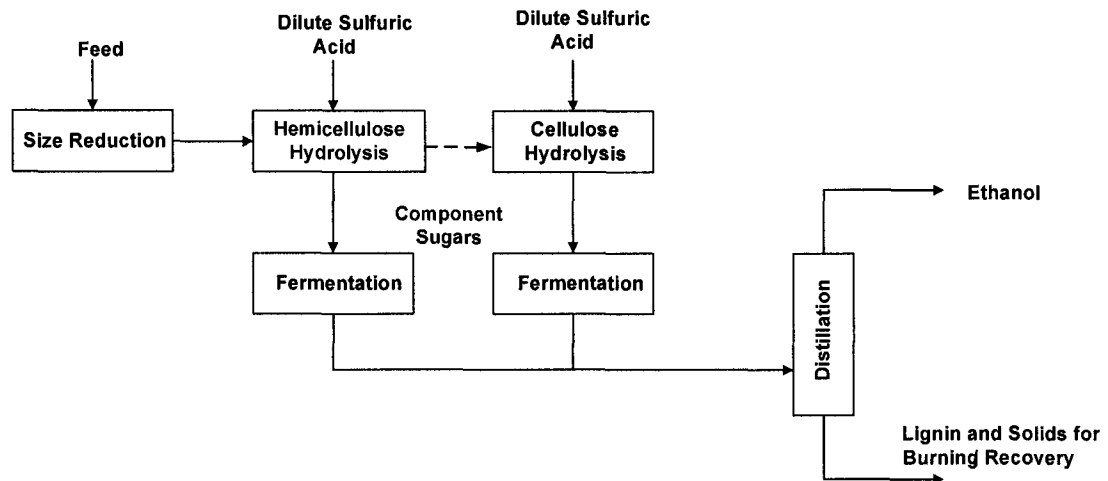 Feed
Dilute Sulfuric
Acid
Dilute Sulfuric
Acid
Size Reduction
Hemicellulose
Hydrolysis
Cellulose
Hydrolysis
Component
Sugars
Fermentation
Fermentation
Distillation
Ethanol
Lignin and Solids for
Burning Recovery